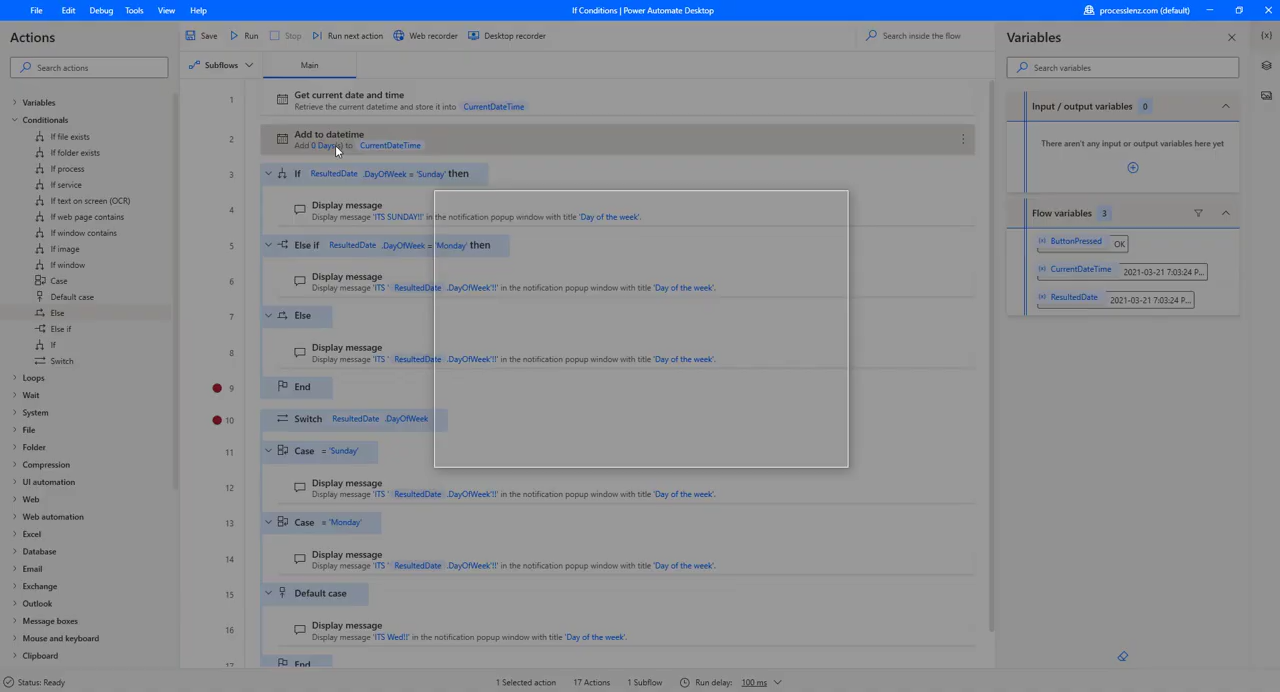 File Edit Debug Tools View Help
If Conditions | Power Automate Desktop
processlenz.com (default)
Actions
Search actions
Variables
Conditionals
If file exists
If folder exists
If process
If service
If text on screen (OCR)
If web page contains
If window contains
If image
If window
Case
Default case
Else
Else if
If
Switch
Loops
Wait
System
File
Folder
Compression
UI automation
Web
Web automation
Excel
Database
Email
Exchange
Outlook
Message boxes
Mouse and keyboard
Clipboard
Save Run Stop Run next action Web recorder Desktop recorder
Search inside the flow
Subflows Main
1 Get current date and time
Retrieve the current datetime and store it into CurrentDateTime
2 Add to datetime
Add 0 Day(s) to CurrentDateTime
3 If ResultedDate .DayOfWeek = 'Sunday' then
4 Display message
Display message 'ITS SUNDAY!!' in the notification popup window with title 'Day of the week'.
5 Else if ResultedDate .DayOfWeek = 'Monday' then
6 Display message
Display message 'ITS ' ResultedDate .DayOfWeek'!! in the notification popup window with title 'Day of the week'.
7 Else
8 Display message
Display message 'ITS ' ResultedDate .DayOfWeek'!! in the notification popup window with title 'Day of the week'.
9 End
10 Switch ResultedDate .DayOfWeek
11 Case = 'Sunday'
12 Display message
Display message 'ITS ' ResultedDate .DayOfWeek'!! in the notification popup window with title 'Day of the week'.
13 Case = 'Monday'
14 Display message
Display message 'ITS ' ResultedDate .DayOfWeek'!! in the notification popup window with title 'Day of the week'.
15 Default case
16 Display message
Display message 'ITS Wed!!' in the notification popup window with title 'Day of the week'.
17 End
Variables
Search variables
Input / output variables 0
There aren't any input or output variables here yet
Flow variables 3
ButtonPressed OK
CurrentDateTime 2021-03-21 7:03:24 P...
ResultedDate 2021-03-21 7:03:24 P...
Status: Ready
1 Selected action 17 Actions 1 Subflow Run delay: 100 ms